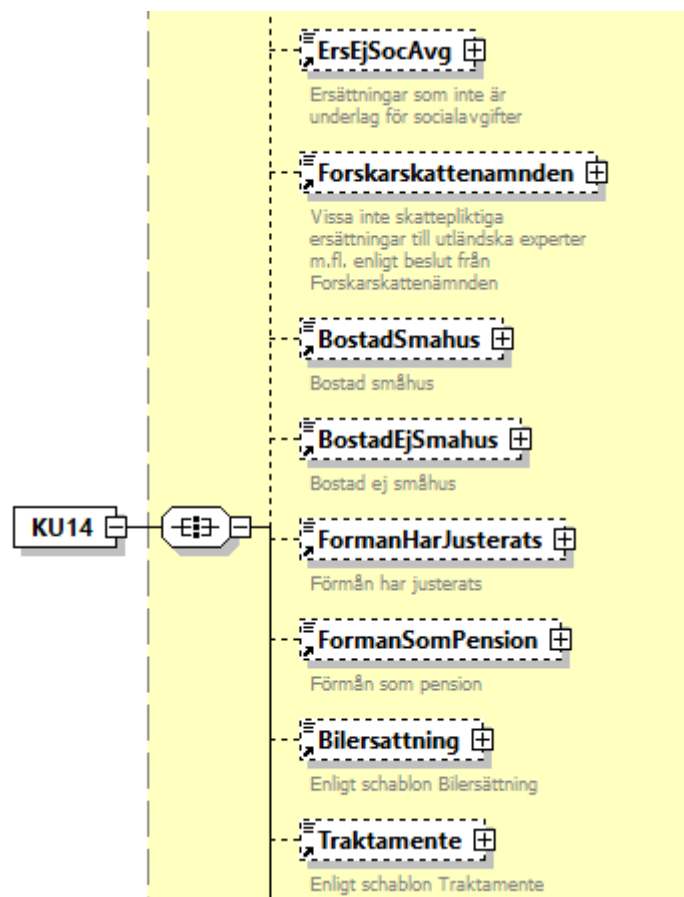 ErsEjSocAvg
Ersättningar som inte är
underlag för socialavgifter
Forskarskattenamnden
Vissa inte skattepliktiga
ersättningar till utländska experter
m.fl. enligt beslut från
Forskarskattenämnden
BostadSmahus
Bostad småhus
BostadEjSmahus
Bostad ej småhus
KU14
FormanHarJusterats
Förmån har justerats
FormanSomPension
Förmån som pension
Bilersattning
Enligt schablon Bilersättning
Traktamente
Enligt schablon Traktamente